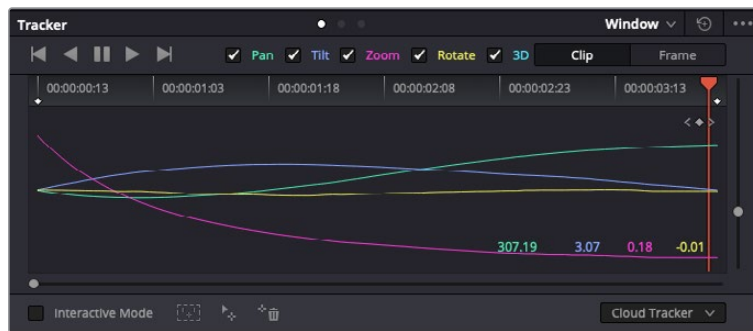 Tracker Window
Pan Tilt Zoom Rotate 3D Clip Frame
00:00:00:13 00:00:01:03 00:00:01:18 00:00:02:08 00:00:02:23 00:00:03:13
307.19 3.07 0.18 -0.01
Interactive Mode Cloud Tracker